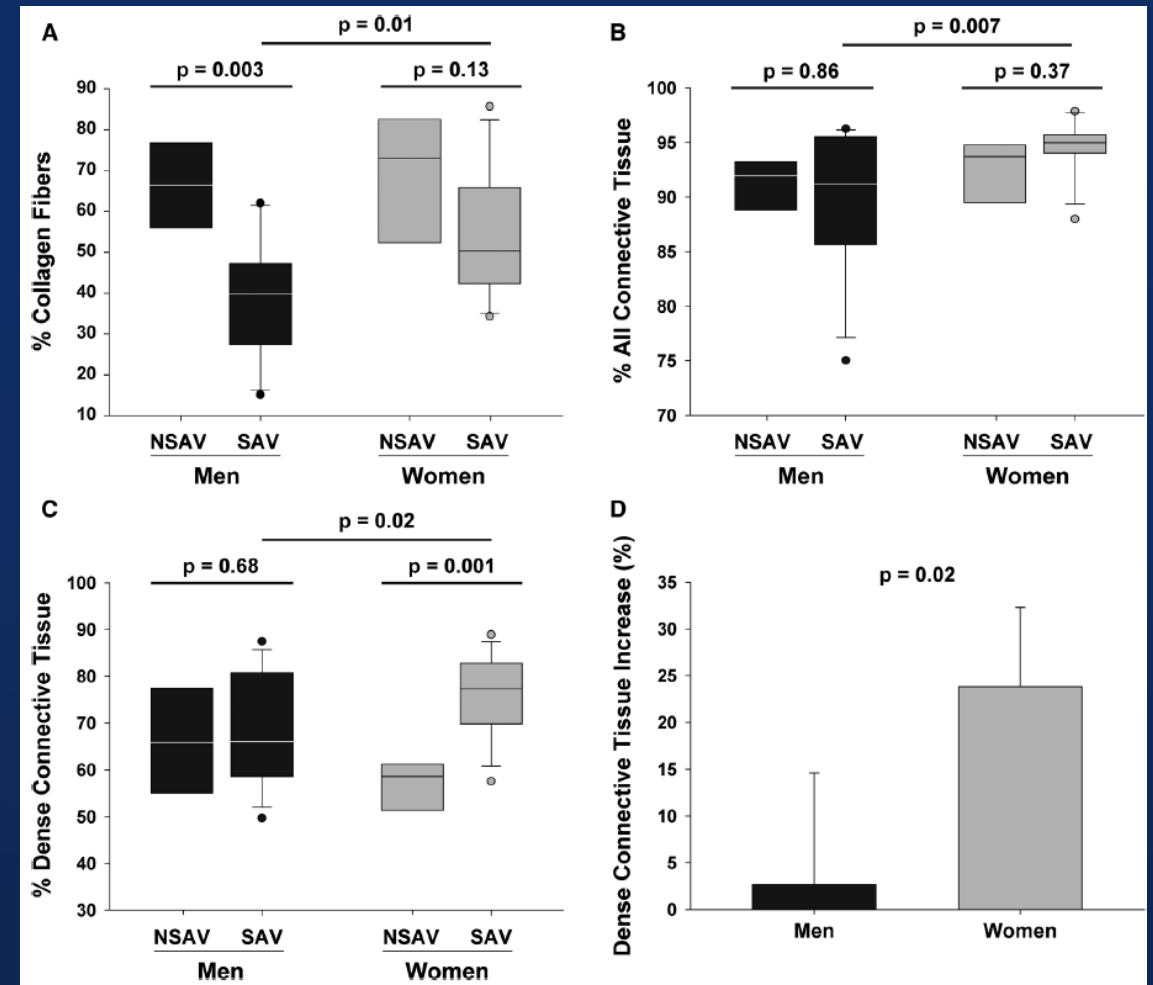 A
p = 0.01
p = 0.003
p = 0.13
% Collagen Fibers
90
80
70
60
50
40
30
20
10
NSAV SAV NSAV SAV
Men Women
B
p = 0.007
p = 0.86
p = 0.37
% All Connective Tissue
100
95
90
85
80
75
70
NSAV SAV NSAV SAV
Men Women
C
p = 0.02
p = 0.68
p = 0.001
% Dense Connective Tissue
100
90
80
70
60
50
40
30
NSAV SAV NSAV SAV
Men Women
D
p = 0.02
Dense Connective Tissue Increase (%)
35
30
25
20
15
10
5
0
Men Women